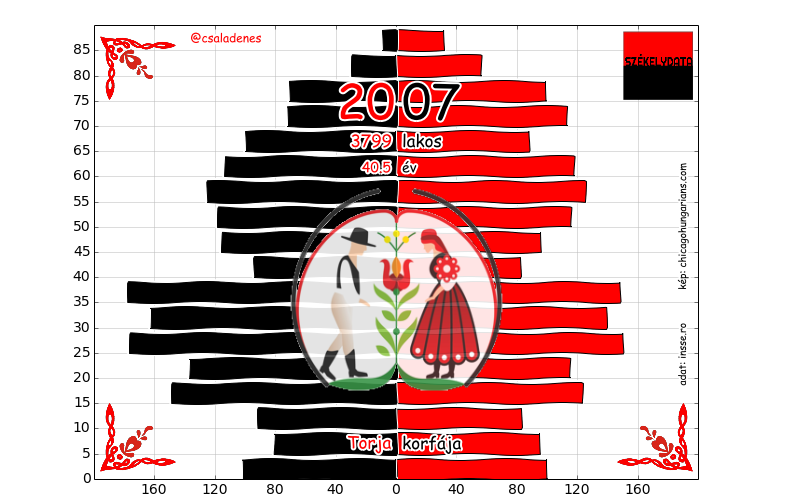 @csaladenes
SZÉKELYDATA
2007
3799 lakos
40.5 év
kép: chicagohungarians.com
adat: insse.ro
Torja korfája
85
80
75
70
65
60
55
50
45
40
35
30
25
20
15
10
5
0
160 120 80 40 0 40 80 120 160